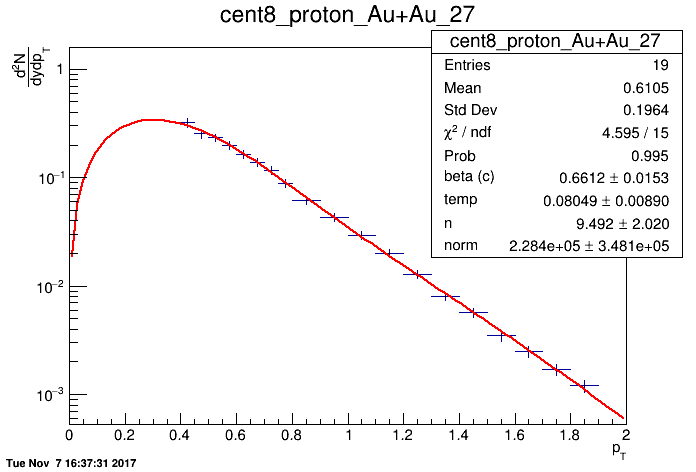 cent8_proton_Au+Au_27
cent8_proton_Au+Au_27
Entries 19
Mean 0.6105
Std Dev 0.1964
χ² / ndf 4.595 / 15
Prob 0.995
beta (c) 0.6612 ± 0.0153
temp 0.08049 ± 0.00890
n 9.492 ± 2.020
norm 2.284e+05 ± 3.481e+05
d²N
dydp_T
1
10⁻¹
10⁻²
10⁻³
0 0.2 0.4 0.6 0.8 1 1.2 1.4 1.6 1.8 2
p_T
Tue Nov 7 16:37:31 2017